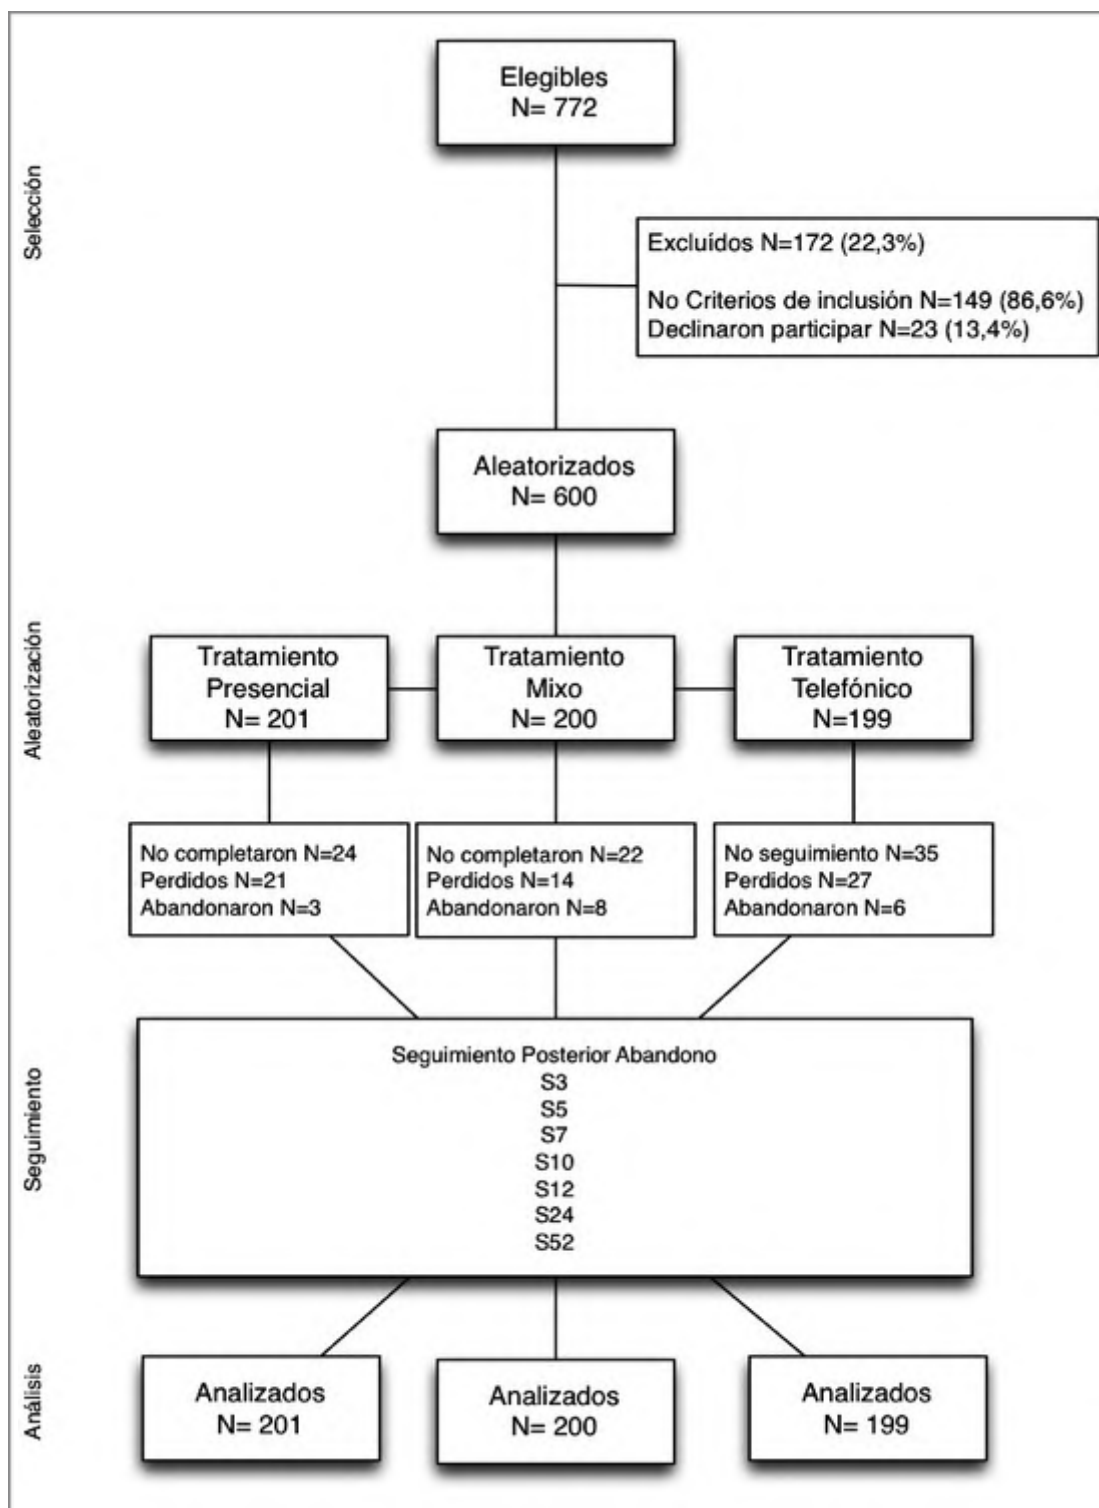 Selección
Elegibles
N= 772
Excluídos N=172 (22,3%)
No Criterios de inclusión N=149 (86,6%)
Declinaron participar N=23 (13,4%)
Aleatorizados
N= 600
Aleatorización
Tratamiento
Presencial
N= 201
Tratamiento
Mixo
N= 200
Tratamiento
Telefónico
N=199
No completaron N=24
Perdidos N=21
Abandonaron N=3
No completaron N=22
Perdidos N=14
Abandonaron N=8
No seguimiento N=35
Perdidos N=27
Abandonaron N=6
Seguimiento
Seguimiento Posterior Abandono
S3
S5
S7
S10
S12
S24
S52
Análisis
Analizados
N= 201
Analizados
N= 200
Analizados
N= 199